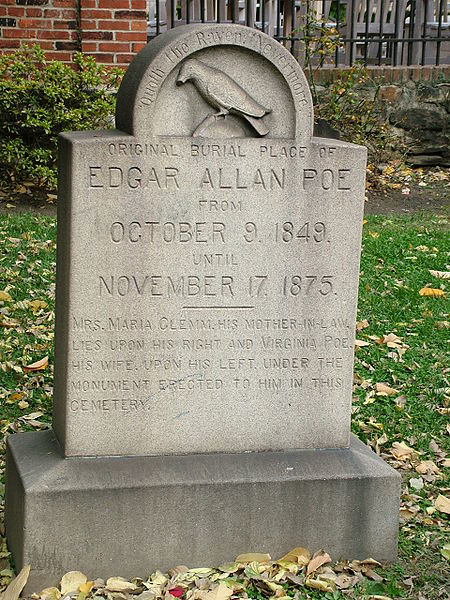 Quoth the Raven, Nevermore
ORIGINAL BURIAL PLACE OF
EDGAR ALLAN POE
FROM
OCTOBER 9. 1849.
UNTIL
NOVEMBER 17. 1875.
MRS. MARIA CLEMM, HIS MOTHER-IN-LAW,
LIES UPON HIS RIGHT AND VIRGINIA POE,
HIS WIFE, UPON HIS LEFT, UNDER THE
MONUMENT ERECTED TO HIM IN THIS
CEMETERY.